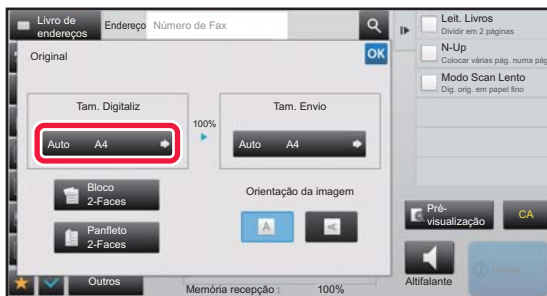 Livro de
endereços
Endereço
Número de Fax
Original
OK
Tam. Digitaliz
Auto A4
100%
Tam. Envio
Auto A4
Bloco
2-Faces
Panfleto
2-Faces
Orientação da imagem
A
A
Outros
Memória recepção : 100%
Leit. Livros
Dividir em 2 páginas
N-Up
Colocar várias pág. numa pág
Modo Scan Lento
Dig. orig. em papel fino
Pré-
visualização
CA
Altifalante
Iniciar